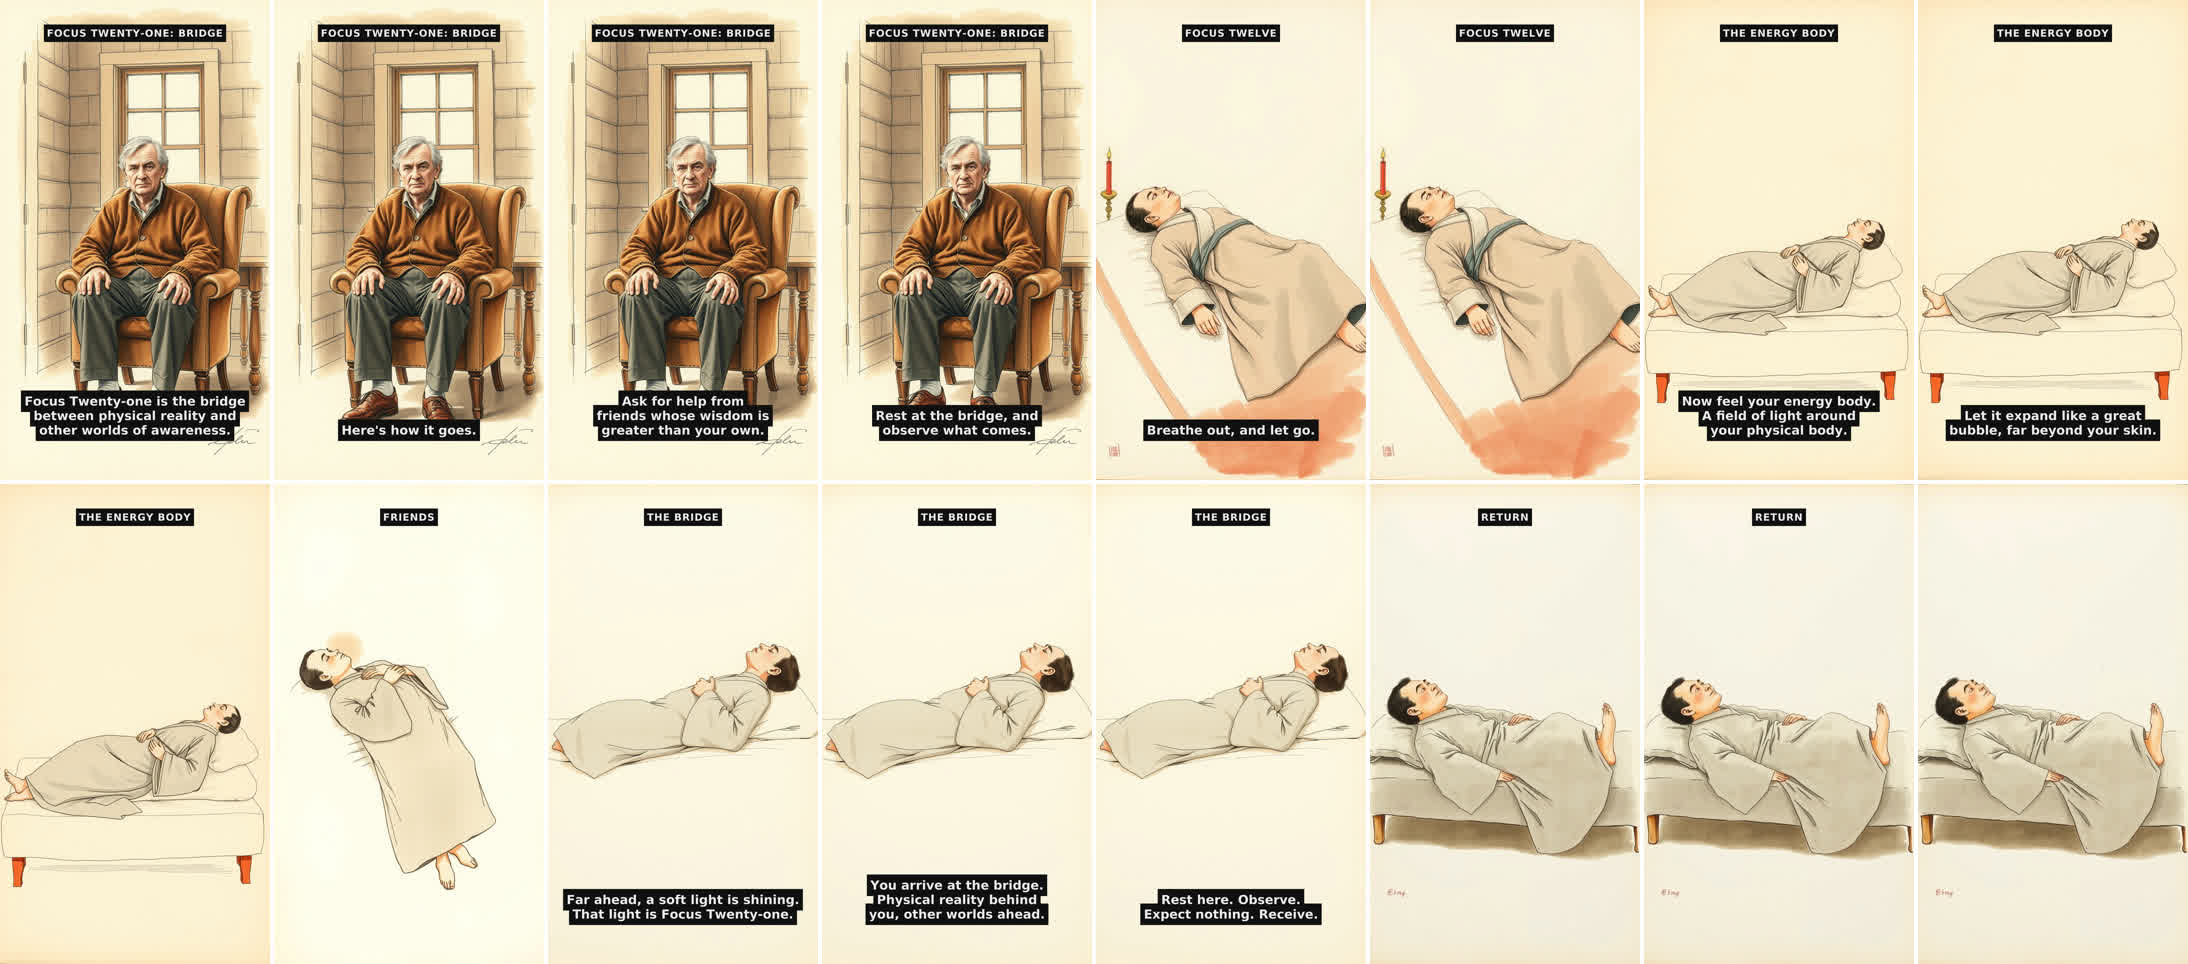 FOCUS TWENTY-ONE: BRIDGE
Focus Twenty-one is the bridge
between physical reality and
other worlds of awareness.
FOCUS TWENTY-ONE: BRIDGE
Here's how it goes.
FOCUS TWENTY-ONE: BRIDGE
Ask for help from
friends whose wisdom is
greater than your own.
FOCUS TWENTY-ONE: BRIDGE
Rest at the bridge, and
observe what comes.
FOCUS TWELVE
Breathe out, and let go.
FOCUS TWELVE
THE ENERGY BODY
Now feel your energy body.
A field of light around
your physical body.
THE ENERGY BODY
Let it expand like a great
bubble, far beyond your skin.
THE ENERGY BODY
FRIENDS
THE BRIDGE
Far ahead, a soft light is shining.
That light is Focus Twenty-one.
THE BRIDGE
You arrive at the bridge.
Physical reality behind
you, other worlds ahead.
THE BRIDGE
Rest here. Observe.
Expect nothing. Receive.
RETURN
RETURN